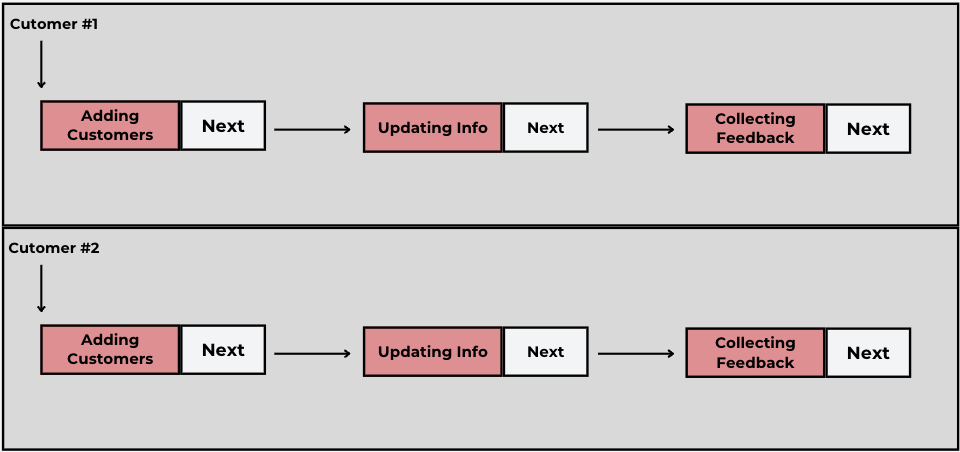 Cutomer #1
Adding
Customers
Next
Updating Info
Next
Collecting
Feedback
Next
Cutomer #2
Adding
Customers
Next
Updating Info
Next
Collecting
Feedback
Next